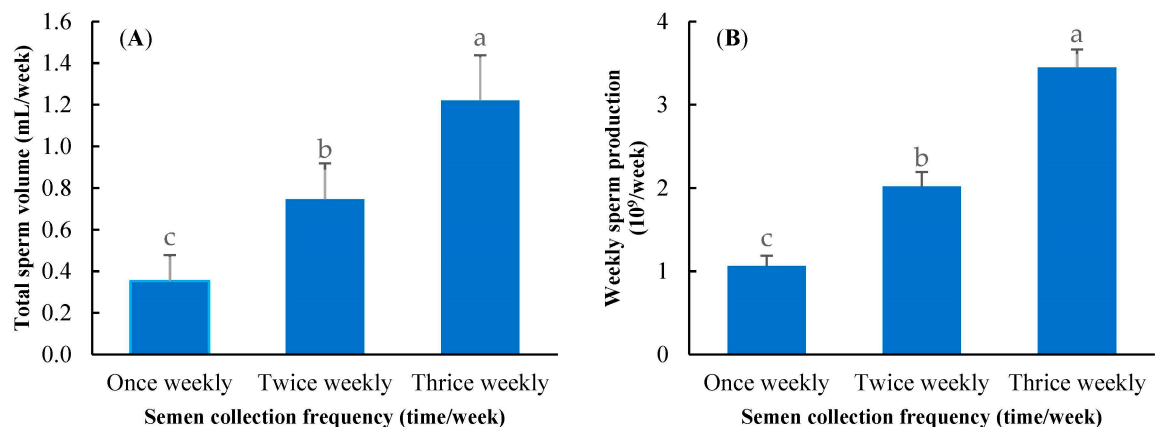 (A)
Total sperm volume (mL/week)
1.6
1.4
1.2
1.0
0.8
0.6
0.4
0.2
0.0
c
b
a
Once weekly Twice weekly Thrice weekly
Semen collection frequency (time/week)
(B)
Weekly sperm production
(10⁹/week)
4
3
2
1
0
c
b
a
Once weekly Twice weekly Thrice weekly
Semen collection frequency (time/week)